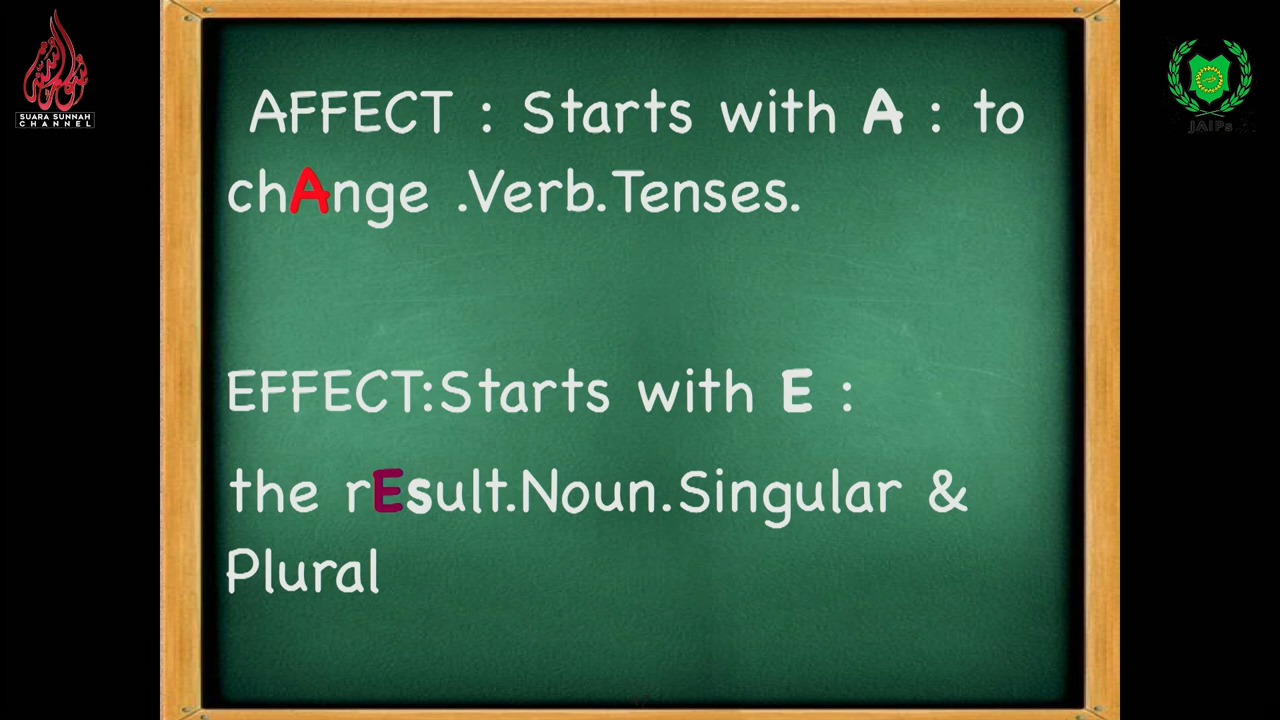 SUARA SUNNAH
CHANNEL
JAIPs
AFFECT : Starts with A : to
chAnge .Verb.Tenses.
EFFECT:Starts with E :
the rEsult.Noun.Singular &
Plural